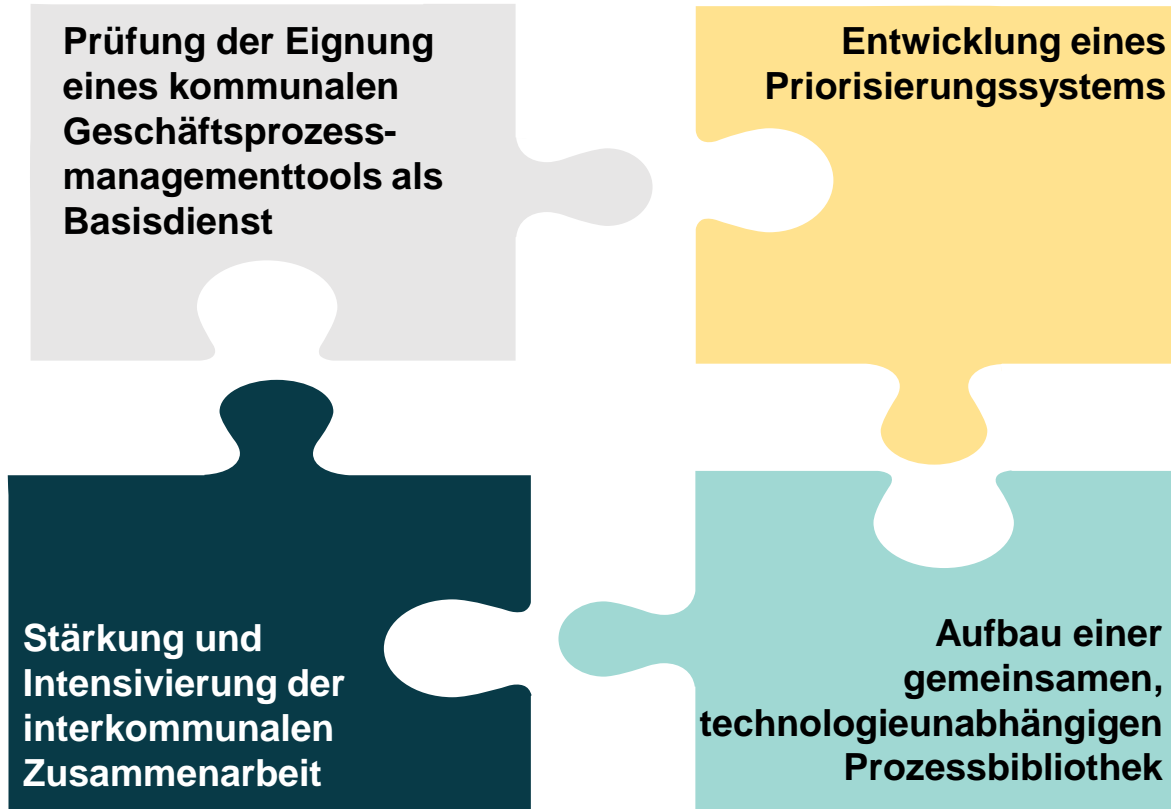 Prüfung der Eignung
eines kommunalen
Geschäftsprozess-
managementtools als
Basisdienst
Entwicklung eines
Priorisierungssystems
Stärkung und
Intensivierung der
interkommunalen
Zusammenarbeit
Aufbau einer
gemeinsamen,
technologieunabhängigen
Prozessbibliothek